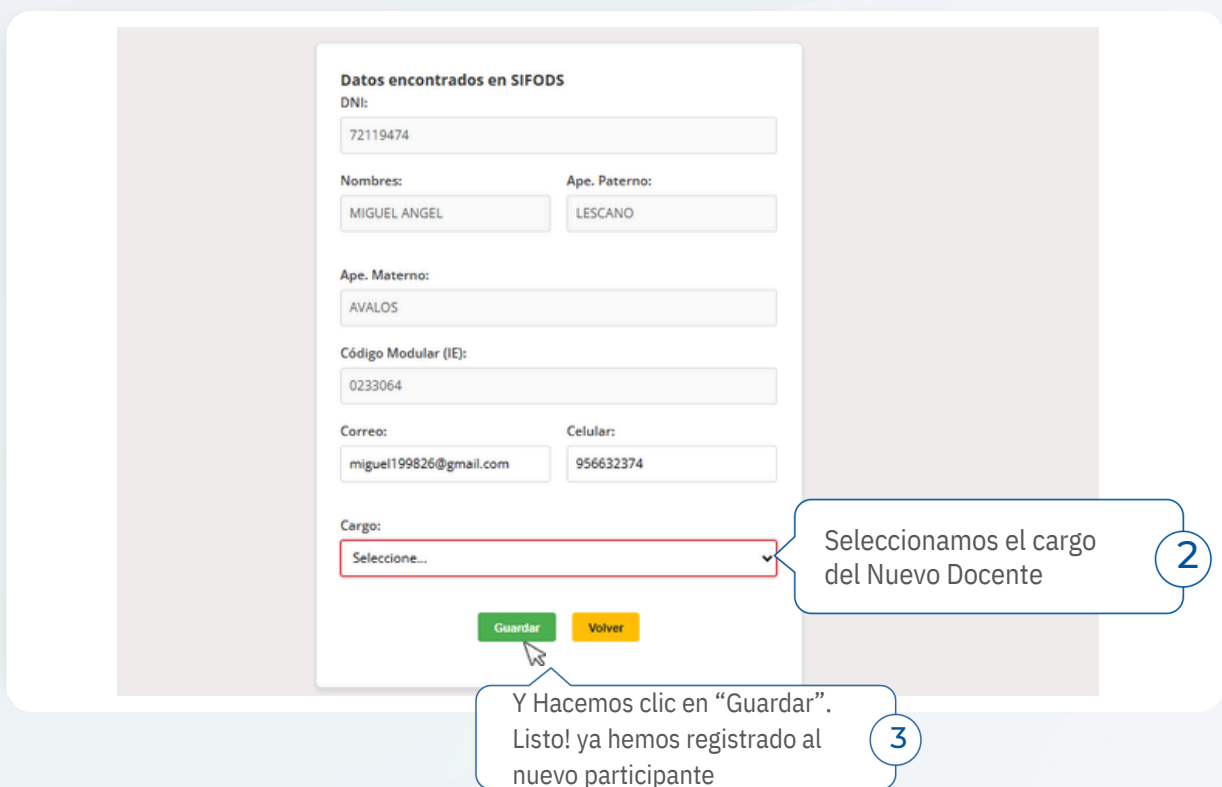 Datos encontrados en SIFODS
DNI:
72119474
Nombres:
Ape. Paterno:
MIGUEL ANGEL
LESCANO
Ape. Materno:
AVALOS
Código Modular (IE):
0233064
Correo:
Celular:
miguel199826@gmail.com
956632374
Cargo:
Seleccione...
Seleccionamos el cargo
del Nuevo Docente
2
Guardar
Volver
Y Hacemos clic en “Guardar”.
Listo! ya hemos registrado al
nuevo participante
3